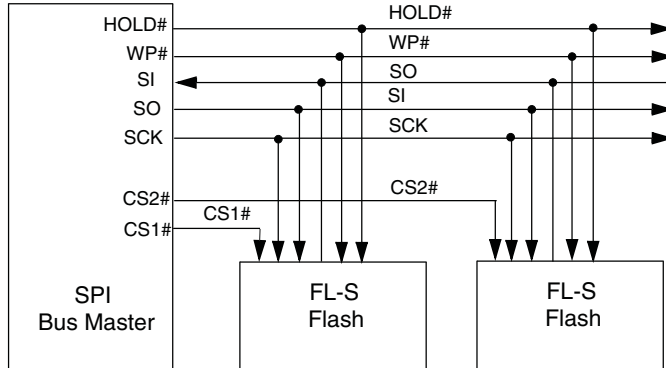 HOLD#
HOLD#
WP#
WP#
SI
SO
SO
SI
SCK
SCK
CS2#
CS2#
CS1#
CS1#
SPI
Bus Master
FL-S
Flash
FL-S
Flash